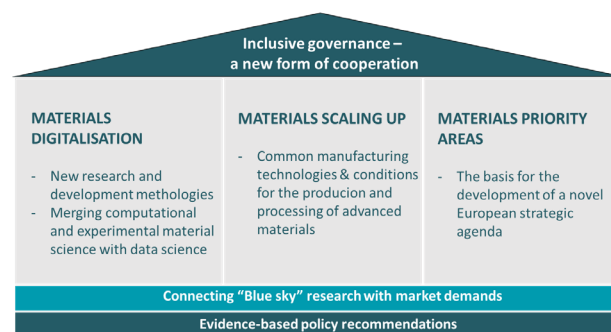 Inclusive governance –
a new form of cooperation
MATERIALS
DIGITALISATION
- New research and
development methologies
- Merging computational
and experimental material
science with data science
MATERIALS SCALING UP
- Common manufacturing
technologies & conditions
for the producion and
processing of advanced
materials
MATERIALS PRIORITY
AREAS
- The basis for the
development of a novel
European strategic
agenda
Connecting “Blue sky” research with market demands
Evidence-based policy recommendations